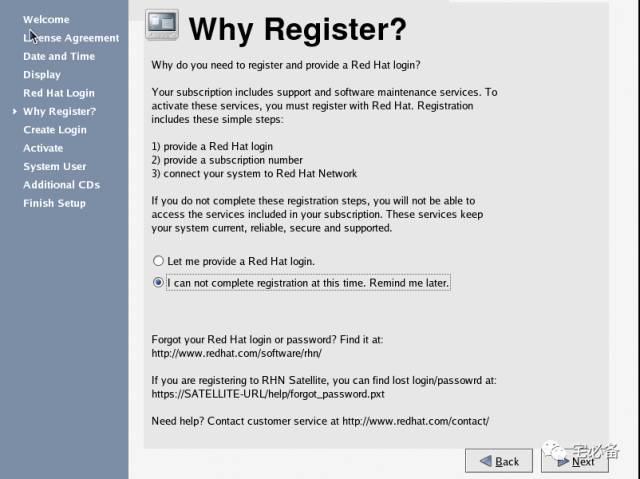 Welcome
License Agreement
Date and Time
Display
Red Hat Login
Why Register?
Create Login
Activate
System User
Additional CDs
Finish Setup
Why Register?
Why do you need to register and provide a Red Hat login?
Your subscription includes support and software maintenance services. To
activate these services, you must register with Red Hat. Registration
includes these simple steps:
1) provide a Red Hat login
2) provide a subscription number
3) connect your system to Red Hat Network
If you do not complete these registration steps, you will not be able to
access the services included in your subscription. These services keep
your system current, reliable, secure and supported.
Let me provide a Red Hat login.
I can not complete registration at this time. Remind me later.
Forgot your Red Hat login or password? Find it at:
http://www.redhat.com/software/rhn/
If you are registering to RHN Satellite, you can find lost login/passowrd at:
https://SATELLITE-URL/help/forgot_password.pxt
Need help? Contact customer service at http://www.redhat.com/contact/
Back
Next
宅必备